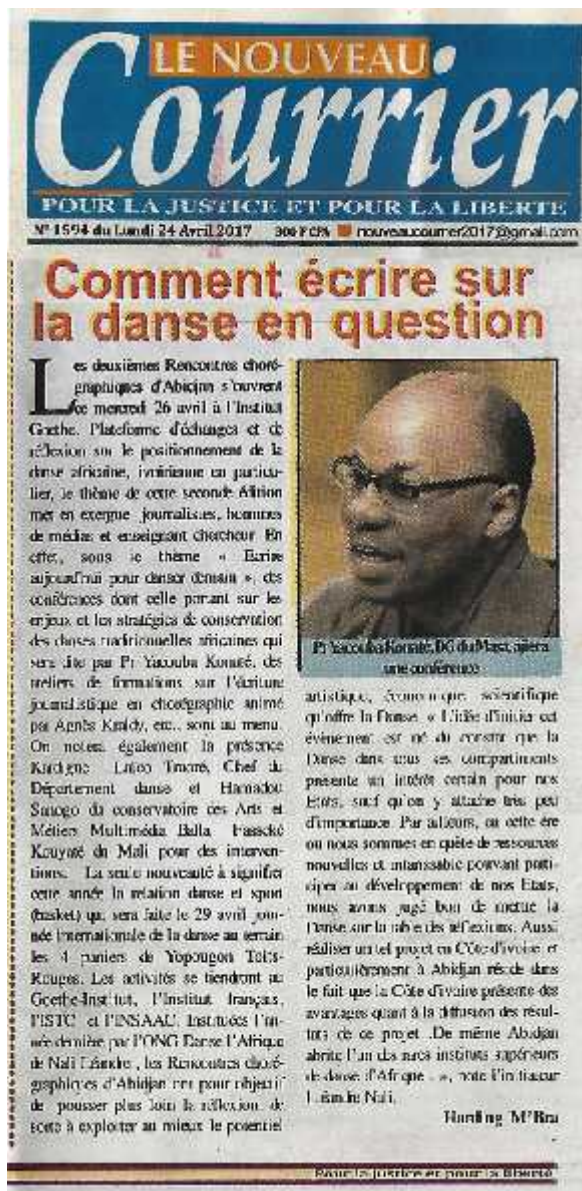 LE NOUVEAU
Courrier
POUR LA JUSTICE ET POUR LA LIBERTE
N° 1594 du Lundi 24 Avril 2017 300 F CFA nouveaucourrier2017@gmail.com
Comment écrire sur
la danse en question
Les deuxièmes Rencontres choré-
graphiques d'Abidjan s'ouvrent
ce mercredi 26 avril à l'Institut
Goethe. Plateforme d'échanges et de
réflexion sur le positionnement de la
danse africaine, ivoirienne en particu-
lier, le thème de cette seconde édition
met en exergue journalistes, hommes
de médias et enseignant chercheur. En
effet, sous le thème « Ecrire
aujourd'hui pour danser demain », des
conférences dont celle portant sur les
enjeux et les stratégies de conservation
des danses traditionnelles africaines qui
sera dite par Pr Yacouba Konaté, des
ateliers de formations sur l'écriture
journalistique en chorégraphie animé
par Agnès Kraidy, etc., sont au menu.
On notera également la présence
Traoré, Chef du
Département danse et Hamadou
Sanogo du conservatoire des Arts et
Métiers Multimédia Balla Fasséké
Kouyaté du Mali pour des interven-
tions. La seule nouveauté à signifier
cette année la relation danse et sport
(basket) qui sera faite le 29 avril jour-
née internationale de la danse au terrain
les 4 paniers de Yopougon Toits-
Rouges. Les activités se tiendront au
Goethe-Institut, l'Institut français,
l'ISTC et l'INSAAC. Instituées l'an-
née dernière par l'ONG Danse l'Afrique
de Nali Léandre, les Rencontres choré-
graphiques d'Abidjan ont pour objectif
de pousser plus loin la réflexion de
sorte à exploiter au mieux le potentiel
Pr Yacouba Konaté, DG du Masa,
une conférence
artistique, économique, scientifique
qu'offre la Danse. « L'idée d'initier cet
évènement est né du constat que la
Danse dans tous ses compartiments
présente un intérêt certain pour nos
Etats, sauf qu'on y attache très peu
d'importance. Par ailleurs, en cette ère
ou nous sommes en quête de ressources
nouvelles et intarissable pouvant parti-
ciper au développement de nos Etats,
nous avons jugé bon de mettre la
Danse sur la table des réflexions. Aussi
réaliser un tel projet en Côte d'ivoire et
particulièrement à Abidjan réside dans
le fait que la Côte d'ivoire présente des
avantages quant à la diffusion des résul-
tats de ce projet .De même Abidjan
abrite l'un des rares instituts supérieurs
de danse d'Afrique . », note l'initiateur
Léandre Nali.
Harding M'Bra
Pour la justice et pour la liberté